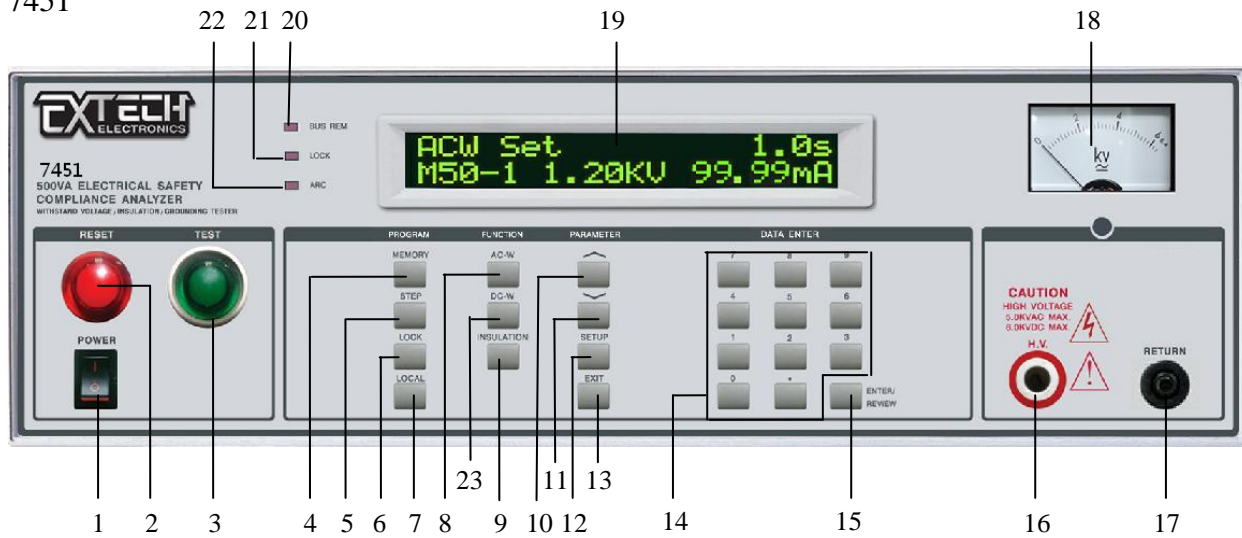 7451
22 21 20 19 18
EXTECH
ELECTRONICS
BUS REM
LOCK
ARC
ACW Set 1.0s
M50-1 1.20KV 99.99mA
0 2 4 6
kV
7451
500VA ELECTRICAL SAFETY
COMPLIANCE ANALYZER
WITHSTAND VOLTAGE / INSULATION / GROUNDING TESTER
RESET TEST
POWER
PROGRAM FUNCTION PARAMETER DATA ENTER
MEMORY AC-W 7 8 9
STEP DC-W 4 5 6
LOCK INSULATION SETUP 1 2 3
LOCAL EXIT 0 • ENTER/
REVIEW
CAUTION
HIGH VOLTAGE
5.0KVAC MAX.
6.0KVDC MAX.
H.V.
RETURN
23 11 13
1 2 3 4 5 6 7 8 9 10 12 14 15 16 17